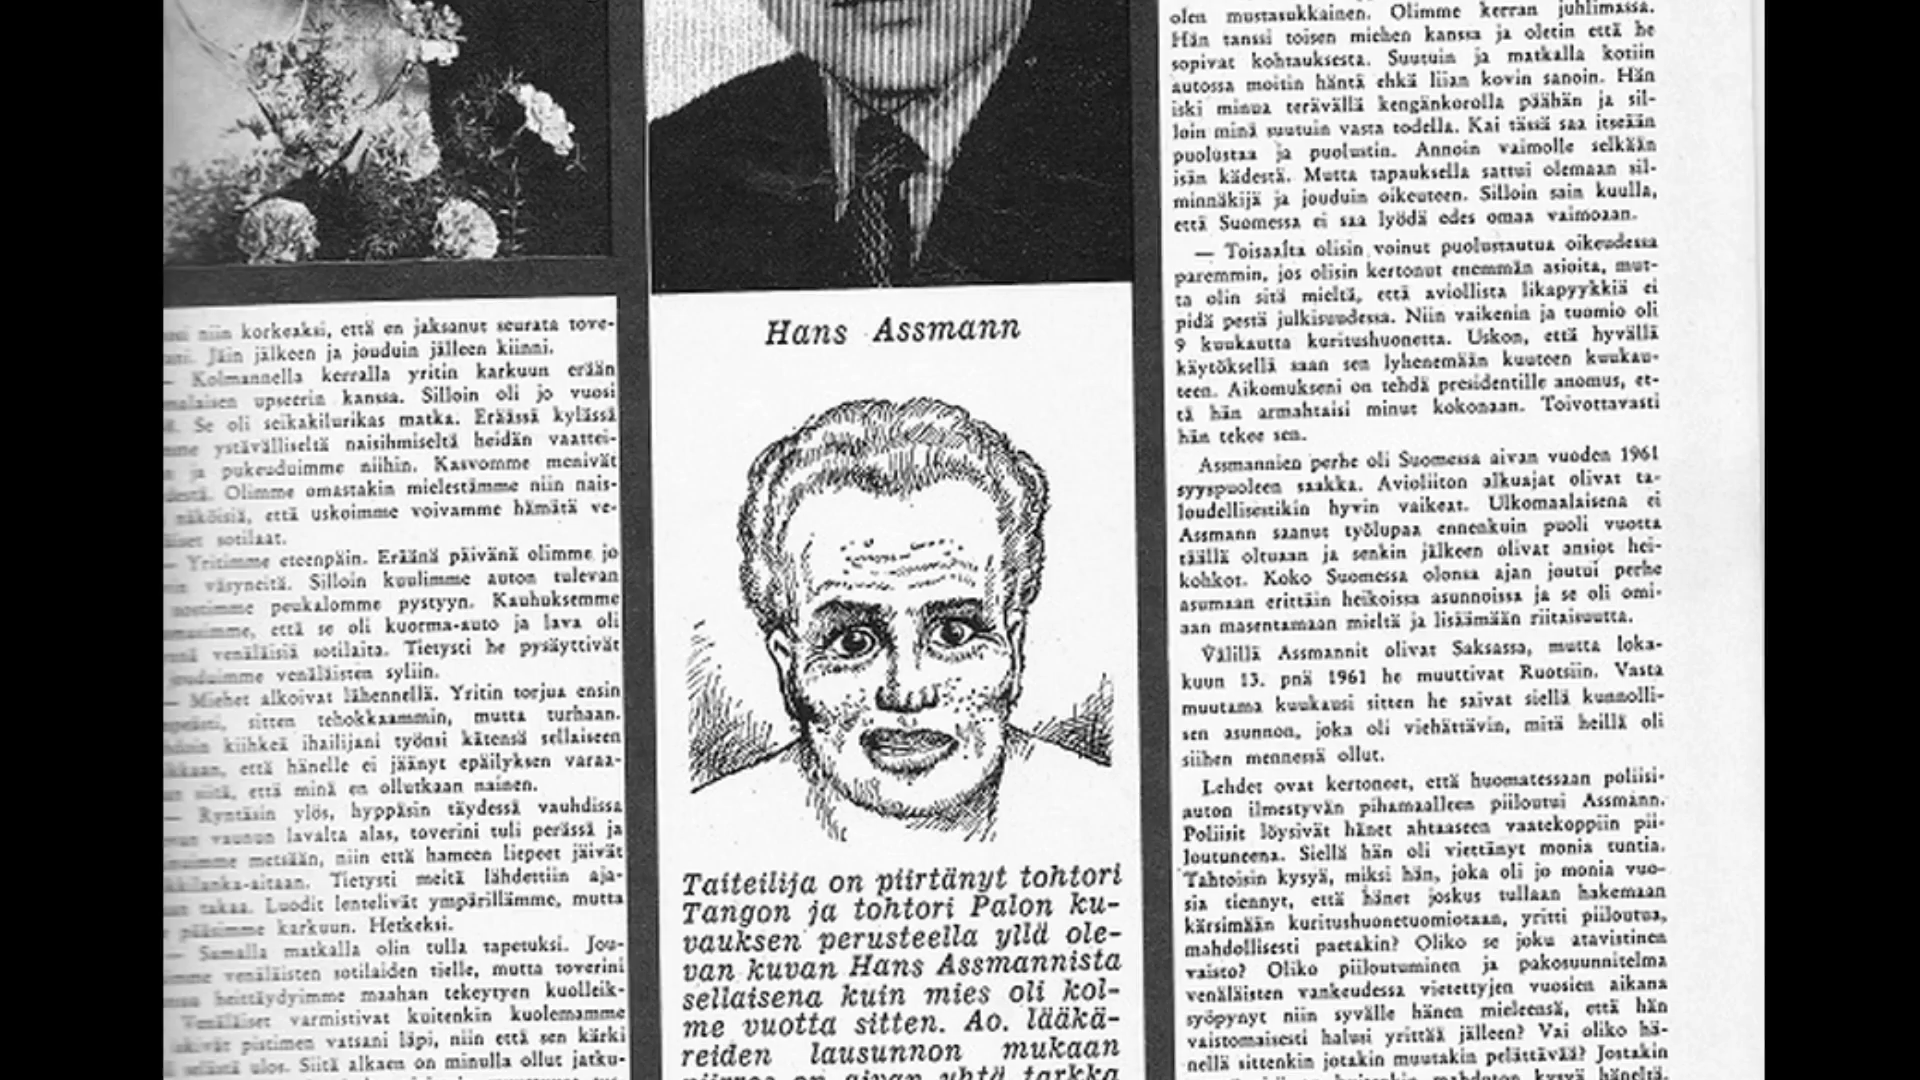 niin korkeaksi, että en jaksanut seurata tove-
Jäin jälkeen ja jouduin jälleen kiinni.
— Kolmannella kerralla yritin karkuun erään
upseerin kanssa. Silloin oli jo vuosi
Se oli seikkailurikas matka. Eräässä kylässä
ystävälliseltä naisihmiseltä heidän vaattei-
ja pukeuduimme niihin. Kasvomme menivät
Olimme omastakin mielestämme niin nais-
näköisiä, että uskoimme voivamme hämätä ve-
sotilaat.
— Yritimme eteenpäin. Eräänä päivänä olimme jo
väsyneitä. Silloin kuulimme auton tulevan
nostimme peukalomme pystyyn. Kauhuksemme
että se oli kuorma-auto ja lava oli
venäläisiä sotilaita. Tietysti he pysäyttivät
jouduimme venäläisten syliin.
— Miehet alkoivat lähennellä. Yritin torjua ensin
sitten tehokkaammin, mutta turhaan.
kiihkeä ihailijani työnsi kätensä sellaiseen
että hänelle ei jäänyt epäilyksen varaa-
siitä, että minä en ollutkaan nainen.
— Ryntäsin ylös, hyppäsin täydessä vauhdissa
vaunun lavalta alas, toverini tuli perässä ja
metsään, niin että hameen liepeet jäivät
Tietysti meitä lähdettiin aja-
takaa. Luodit lentelivät ympärillämme, mutta
pääsimme karkuun. Hetkeksi.
— Samalla matkalla olin tulla tapetuksi. Jou-
venäläisten sotilaiden tielle, mutta toverini
heittäydyimme maahan tekeytyen kuolleik-
Venäläiset varmistivat kuitenkin kuolemamme
pistimen vatsani läpi, niin että sen kärki
ulos. Siitä alkaen on minulla ollut jatku-
Hans Assmann
Taiteilija on piirtänyt tohtori
Tangon ja tohtori Palon ku-
vauksen perusteella yllä ole-
van kuvan Hans Assmannista
sellaisena kuin mies oli kol-
me vuotta sitten. Ao. lääkä-
reiden lausunnon mukaan
piirros on aivan yhtä tarkka
olen mustasukkainen. Olimme kerran juhlimassa.
Hän tanssi toisen miehen kanssa ja oletin että he
sopivat kohtauksesta. Suutuin ja matkalla kotiin
autossa moitin häntä ehkä liian kovin sanoin. Hän
iski minua terävällä kengänkorolla päähän ja sil-
loin minä suutuin vasta todella. Kai tässä saa itseään
puolustaa ja puolustin. Annoin vaimolle selkään
isän kädestä. Mutta tapauksella sattui olemaan sil-
minnäkijä ja jouduin oikeuteen. Silloin sain kuulla,
että Suomessa ei saa lyödä edes omaa vaimoaan.
— Toisaalta olisin voinut puolustautua oikeudessa
paremmin, jos olisin kertonut enemmän asioita, mut-
ta olin sitä mieltä, että aviollista likapyykkiä ei
pidä pestä julkisuudessa. Niin vaikenin ja tuomio oli
9 kuukautta kuritushuonetta. Uskon, että hyvällä
käytöksellä saan sen lyhenemään kuuteen kuukau-
teen. Aikomukseni on tehdä presidentille anomus, et-
tä hän armahtaisi minut kokonaan. Toivottavasti
hän tekee sen.
Assmannien perhe oli Suomessa aivan vuoden 1961
syyspuoleen saakka. Avioliiton alkuajat olivat ta-
loudellisestikin hyvin vaikeat. Ulkomaalaisena ei
Assmann saanut työlupaa ennenkuin puoli vuotta
täällä oltuaan ja senkin jälkeen olivat ansiot hei-
kohkot. Koko Suomessa olonsa ajan joutui perhe
asumaan erittäin heikoissa asunnoissa ja se oli omi-
aan masentamaan mieltä ja lisäämään riitaisuutta.
Välillä Assmannit olivat Saksassa, mutta loka-
kuun 13. pnä 1961 he muuttivat Ruotsiin. Vasta
muutama kuukausi sitten he saivat siellä kunnolli-
sen asunnon, joka oli viehättävin, mitä heillä oli
siihen mennessä ollut.
Lehdet ovat kertoneet, että huomatessaan poliisi-
auton ilmestyvän pihamaalleen piiloutui Assmann.
Poliisit löysivät hänet ahtaaseen vaatekoppiin pii-
loutuneena. Siellä hän oli viettänyt monia tuntia.
Tahtoisin kysyä, miksi hän, joka oli jo monia vuo-
sia tiennyt, että hänet joskus tullaan hakemaan
kärsimään kuritushuonetuomiotaan, yritti piiloutua,
mahdollisesti paetakin? Oliko se joku atavistinen
vaisto? Oliko piiloutuminen ja pakosuunnitelma
venäläisten vankeudessa vietettyjen vuosien aikana
syöpynyt niin syvälle hänen mieleensä, että hän
vaistomaisesti halusi yrittää jälleen? Vai oliko hä-
nellä sittenkin jotakin muutakin pelättävää? Jostakin
mahdoton kysyä häneltä.